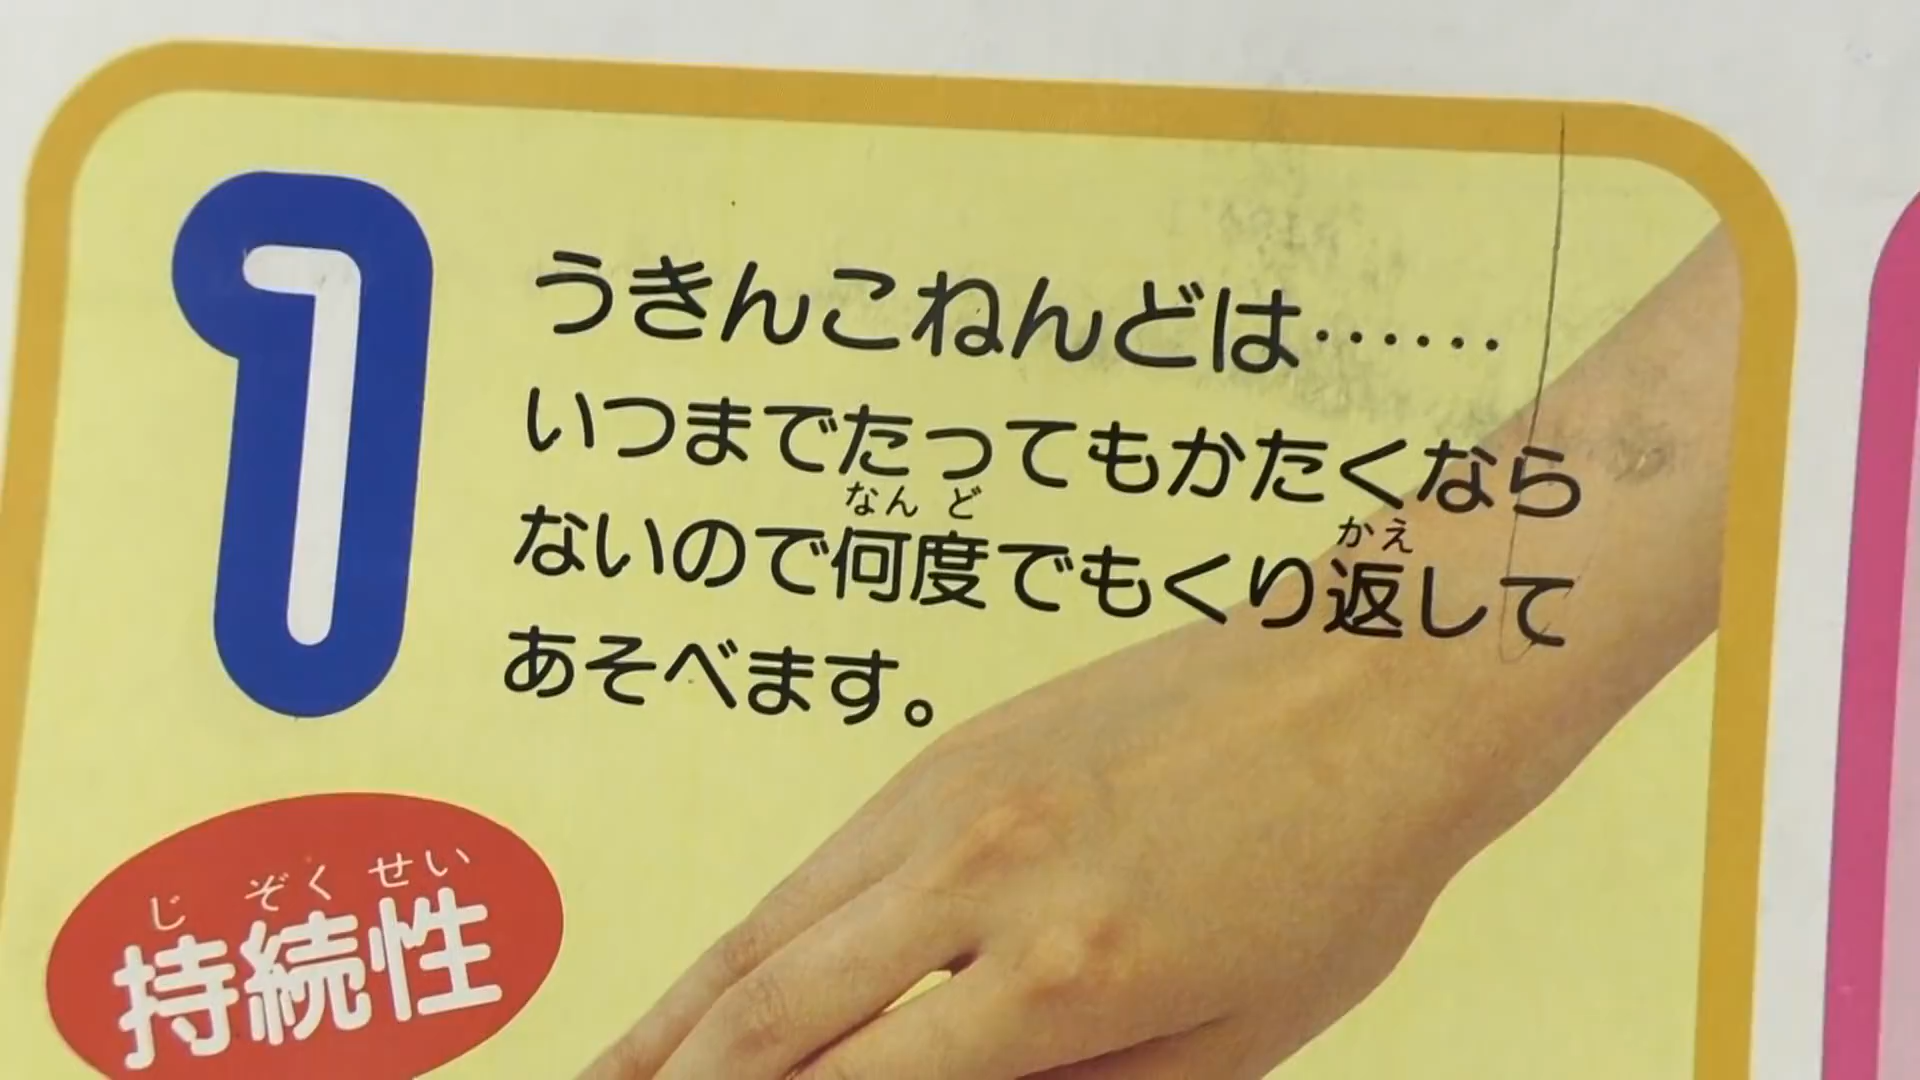 1
うきんこねんどは……
いつまでたってもかたくなら
なんど かえ
ないので何度でもくり返して
あそべます。
じぞくせい
持続性